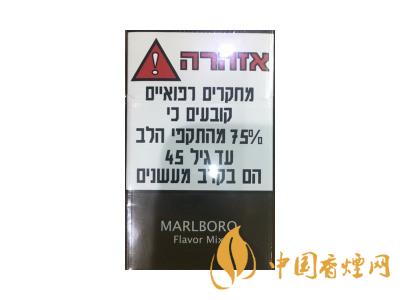 אזהרה
מחקרים רפואיים
קובעים כי
75% מהתקפי הלב
עד גיל 45
הם בקרב מעשנים
MARLBORO
Flavor Mix
中国香烟网